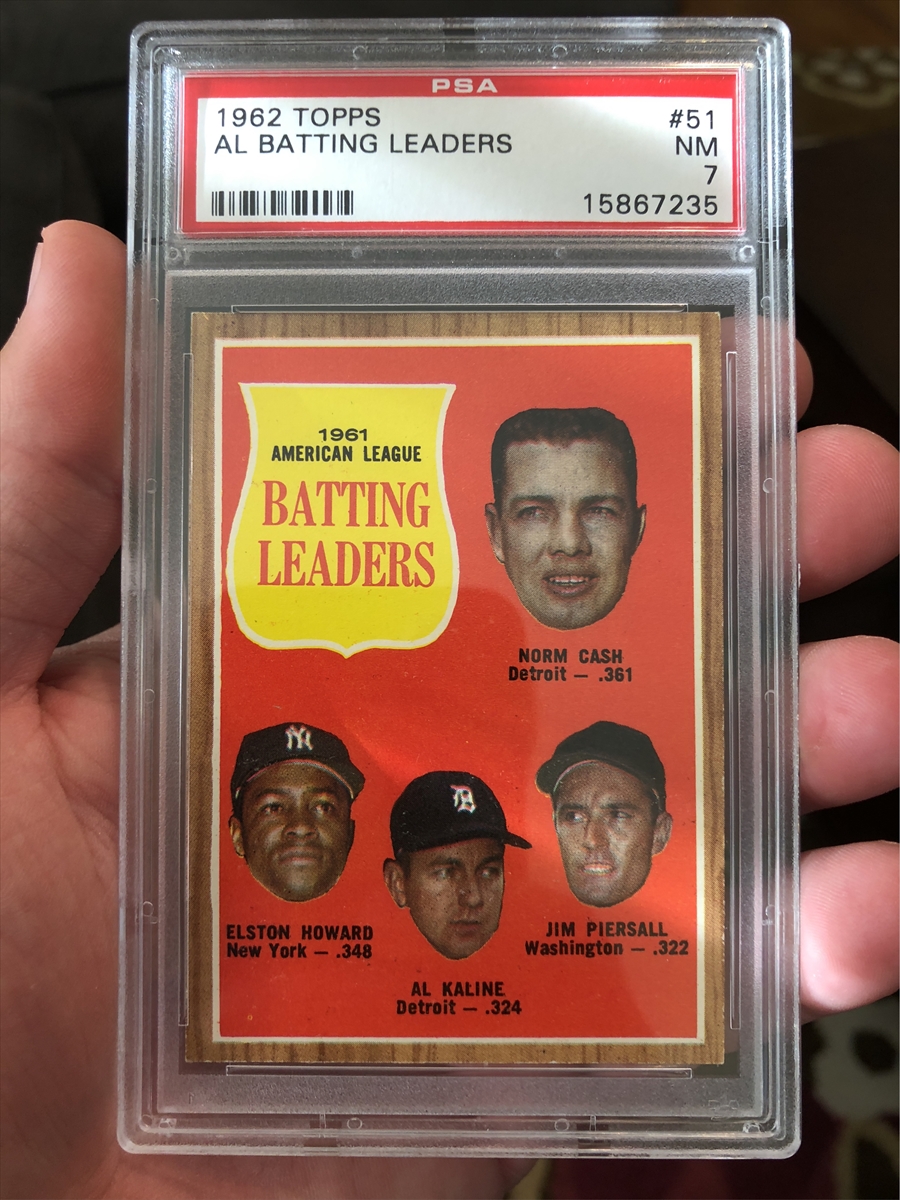 PSA
1962 TOPPS #51
AL BATTING LEADERS NM
7
15867235
1961
AMERICAN LEAGUE
BATTING
LEADERS
NORM CASH
Detroit — .361
NY
D
ELSTON HOWARD
New York — .348
JIM PIERSALL
Washington — .322
AL KALINE
Detroit — .324